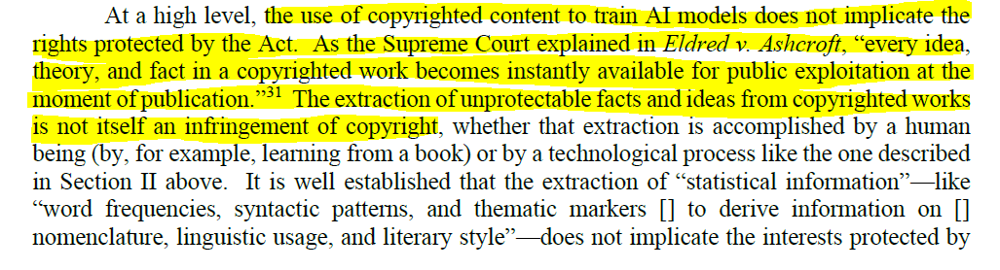 At a high level, the use of copyrighted content to train AI models does not implicate the
rights protected by the Act. As the Supreme Court explained in Eldred v. Ashcroft, “every idea,
theory, and fact in a copyrighted work becomes instantly available for public exploitation at the
moment of publication.”31 The extraction of unprotectable facts and ideas from copyrighted works
is not itself an infringement of copyright, whether that extraction is accomplished by a human
being (by, for example, learning from a book) or by a technological process like the one described
in Section II above. It is well established that the extraction of “statistical information”—like
“word frequencies, syntactic patterns, and thematic markers [] to derive information on []
nomenclature, linguistic usage, and literary style”—does not implicate the interests protected by